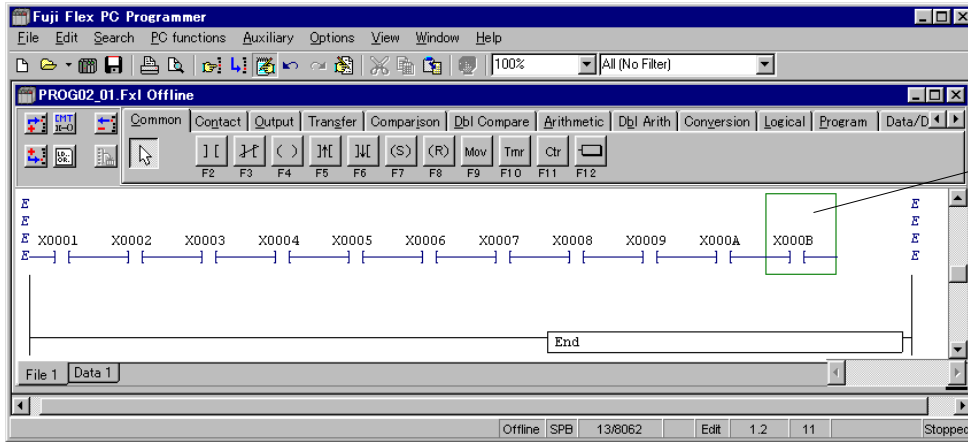 Fuji Flex PC Programmer
File Edit Search PC functions Auxiliary Options View Window Help
100% All (No Filter)
PROG02_01.Fxl Offline
CMT
Common Contact Output Transfer Comparison Dbl Compare Arithmetic Dbl Arith Conversion Logical Program Data/D
(S) (R) Mov Tmr Ctr
F2 F3 F4 F5 F6 F7 F8 F9 F10 F11 F12
E E
E E
E X0001 X0002 X0003 X0004 X0005 X0006 X0007 X0008 X0009 X000A X000B E
E E
End
File 1 Data 1
Offline SPB 13/8062 Edit 1.2 11 Stopped